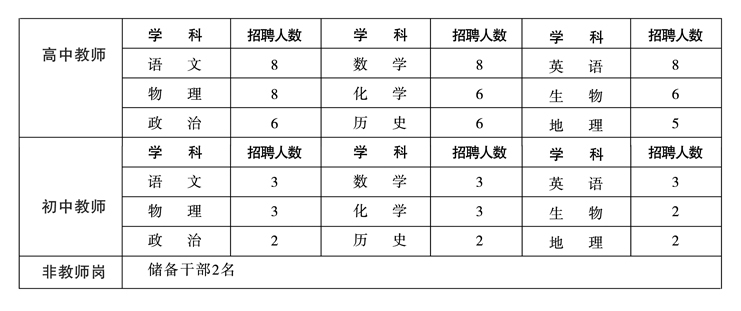 高中教师
学 科 招聘人数 学 科 招聘人数 学 科 招聘人数
语 文 8 数 学 8 英 语 8
物 理 8 化 学 6 生 物 6
政 治 6 历 史 6 地 理 5
初中教师
学 科 招聘人数 学 科 招聘人数 学 科 招聘人数
语 文 3 数 学 3 英 语 3
物 理 3 化 学 3 生 物 2
政 治 2 历 史 2 地 理 2
非教师岗 储备干部2名